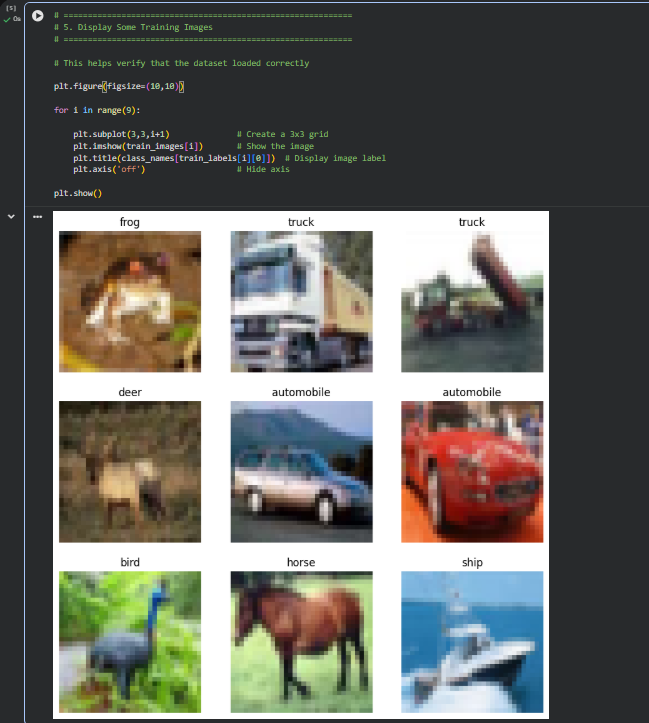 [5]
0s
# ============================================================
# 5. Display Some Training Images
# ============================================================
# This helps verify that the dataset loaded correctly
plt.figure(figsize=(10,10))
for i in range(9):
    plt.subplot(3,3,i+1)              # Create a 3x3 grid
    plt.imshow(train_images[i])       # Show the image
    plt.title(class_names[train_labels[i][0]])  # Display image label
    plt.axis('off')                   # Hide axis
plt.show()
frog truck truck
deer automobile automobile
bird horse ship